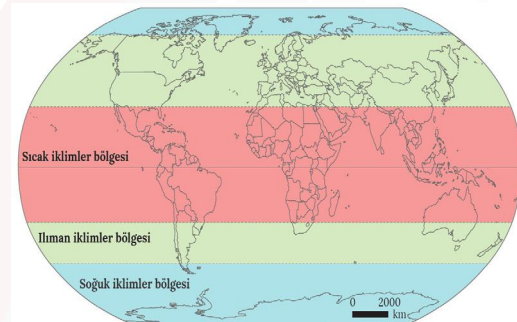 Sıcak iklimler bölgesi
Ilıman iklimler bölgesi
Soğuk iklimler bölgesi
0 2000
km